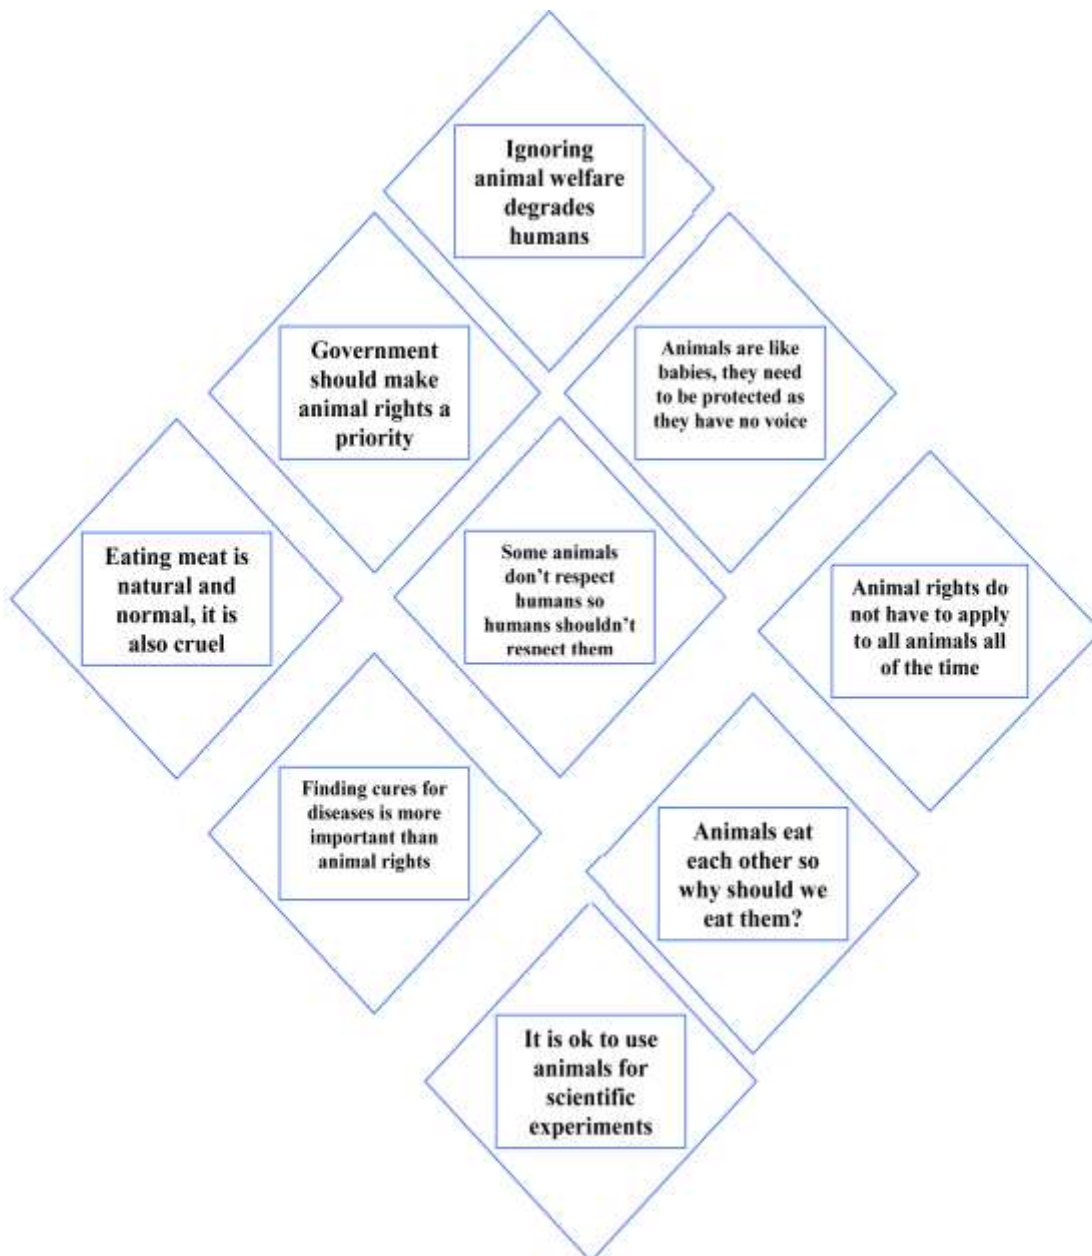 Ignoring
animal welfare
degrades
humans
Government
should make
animal rights a
priority
Animals are like
babies, they need
to be protected as
they have no voice
Eating meat is
natural and
normal, it is
also cruel
Some animals
don't respect
humans so
humans shouldn't
respect them
Animal rights do
not have to apply
to all animals all
of the time
Finding cures for
diseases is more
important than
animal rights
Animals eat
each other so
why should we
eat them?
It is ok to use
animals for
scientific
experiments